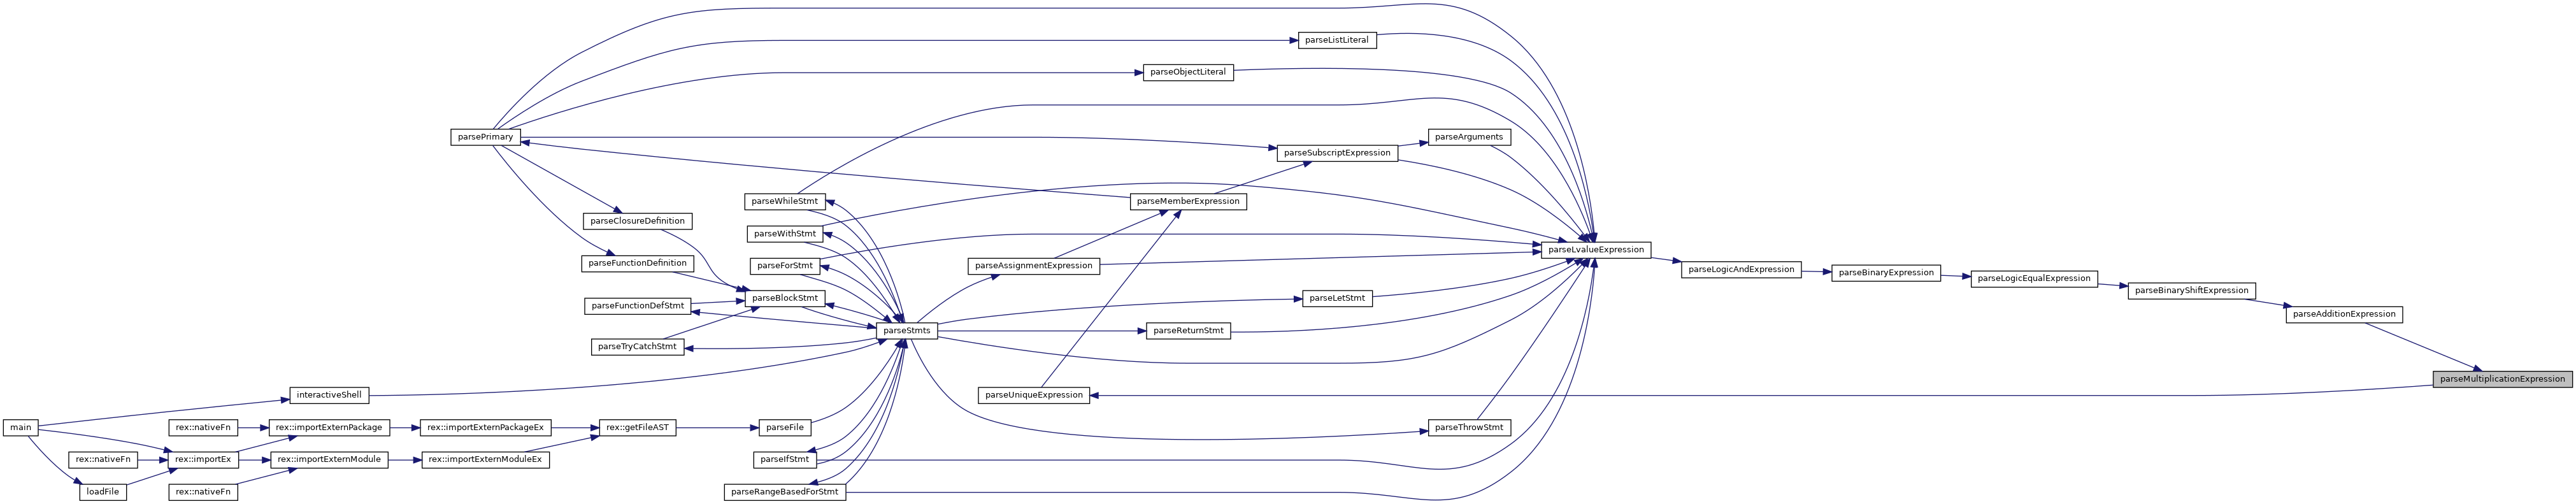 parseListLiteral
parseObjectLiteral
parsePrimary
parseArguments
parseSubscriptExpression
parseWhileStmt
parseMemberExpression
parseClosureDefinition
parseWithStmt
parseLvalueExpression
parseFunctionDefinition
parseForStmt
parseAssignmentExpression
parseLogicAndExpression
parseBinaryExpression
parseLogicEqualExpression
parseBinaryShiftExpression
parseBlockStmt
parseFunctionDefStmt
parseLetStmt
parseAdditionExpression
parseStmts
parseReturnStmt
parseTryCatchStmt
parseMultiplicationExpression
interactiveShell
parseUniqueExpression
main
rex::nativeFn
rex::importExternPackage
rex::importExternPackageEx
rex::getFileAST
parseFile
parseThrowStmt
rex::nativeFn
rex::importEx
rex::importExternModule
rex::importExternModuleEx
parseIfStmt
loadFile
rex::nativeFn
parseRangeBasedForStmt